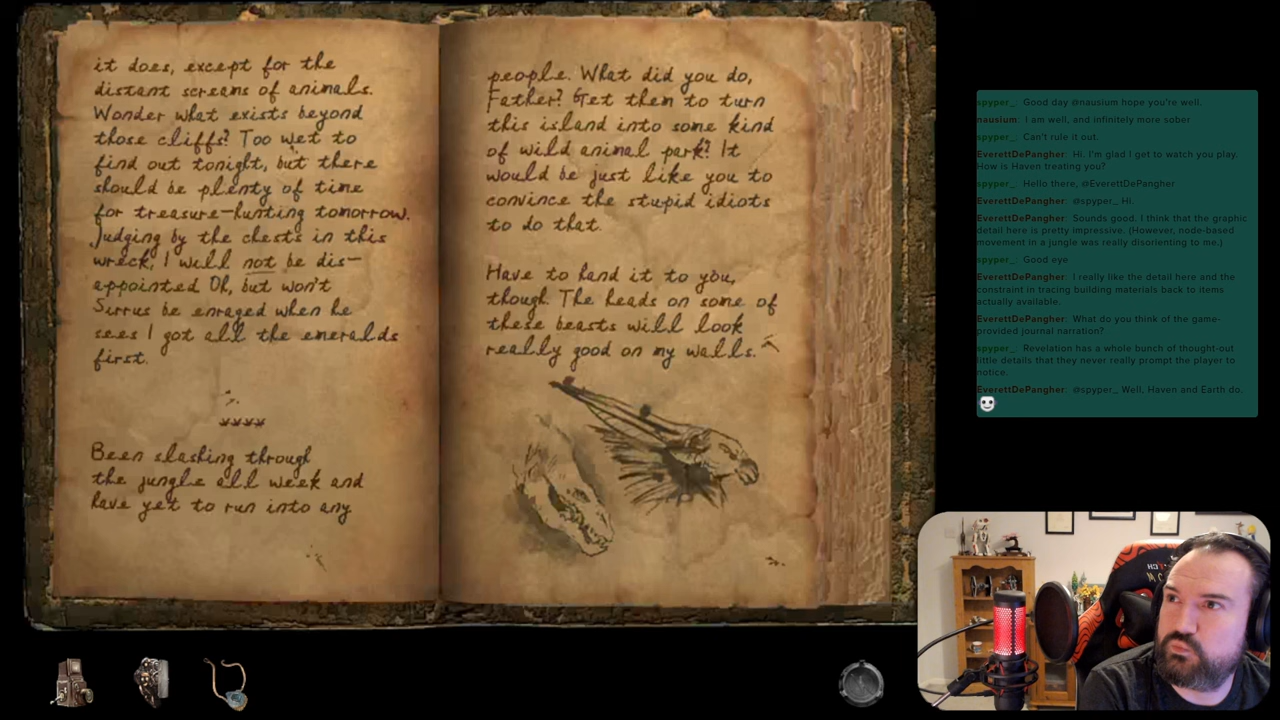 it does, except for the
distant screams of animals.
Wonder what exists beyond
those cliffs? Too wet to
find out tonight, but there
should be plenty of time
for treasure-hunting tomorrow.
Judging by the chests in this
wreck, I will not be dis-
appointed Oh, but won't
Sirrus be enraged when he
sees I got all the emeralds
first.
Been slashing through
the jungle all week and
have yet to run into any
people. What did you do,
Father? Get them to turn
this island into some kind
of wild animal park? It
would be just like you to
convince the stupid idiots
to do that.
Have to hand it to you,
though. The heads on some of
these beasts will look
really good on my walls.
spyper_: Good day @nausium hope you're well.
nausium: I am well, and infinitely more sober
spyper_: Can't rule it out.
EverettDePangher: Hi. I'm glad I get to watch you play.
How is Haven treating you?
spyper_: Hello there, @EverettDePangher
EverettDePangher: @spyper_ Hi.
EverettDePangher: Sounds good. I think that the graphic
detail here is pretty impressive. (However, node-based
movement in a jungle was really disorienting to me.)
spyper_: Good eye
EverettDePangher: I really like the detail here and the
constraint in tracing building materials back to items
actually available.
EverettDePangher: What do you think of the game-
provided journal narration?
spyper_: Revelation has a whole bunch of thought-out
little details that they never really prompt the player to
notice.
EverettDePangher: @spyper_ Well, Haven and Earth do.